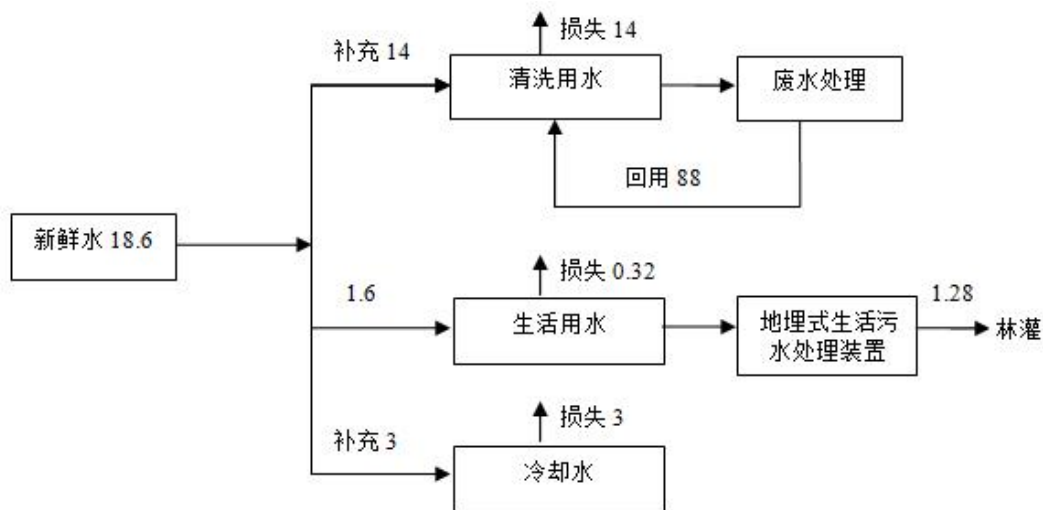 损失 14
补充 14
清洗用水
废水处理
回用 88
新鲜水 18.6
损失 0.32
1.6
1.28
生活用水
地埋式生活污
水处理装置
林灌
损失 3
补充 3
冷却水